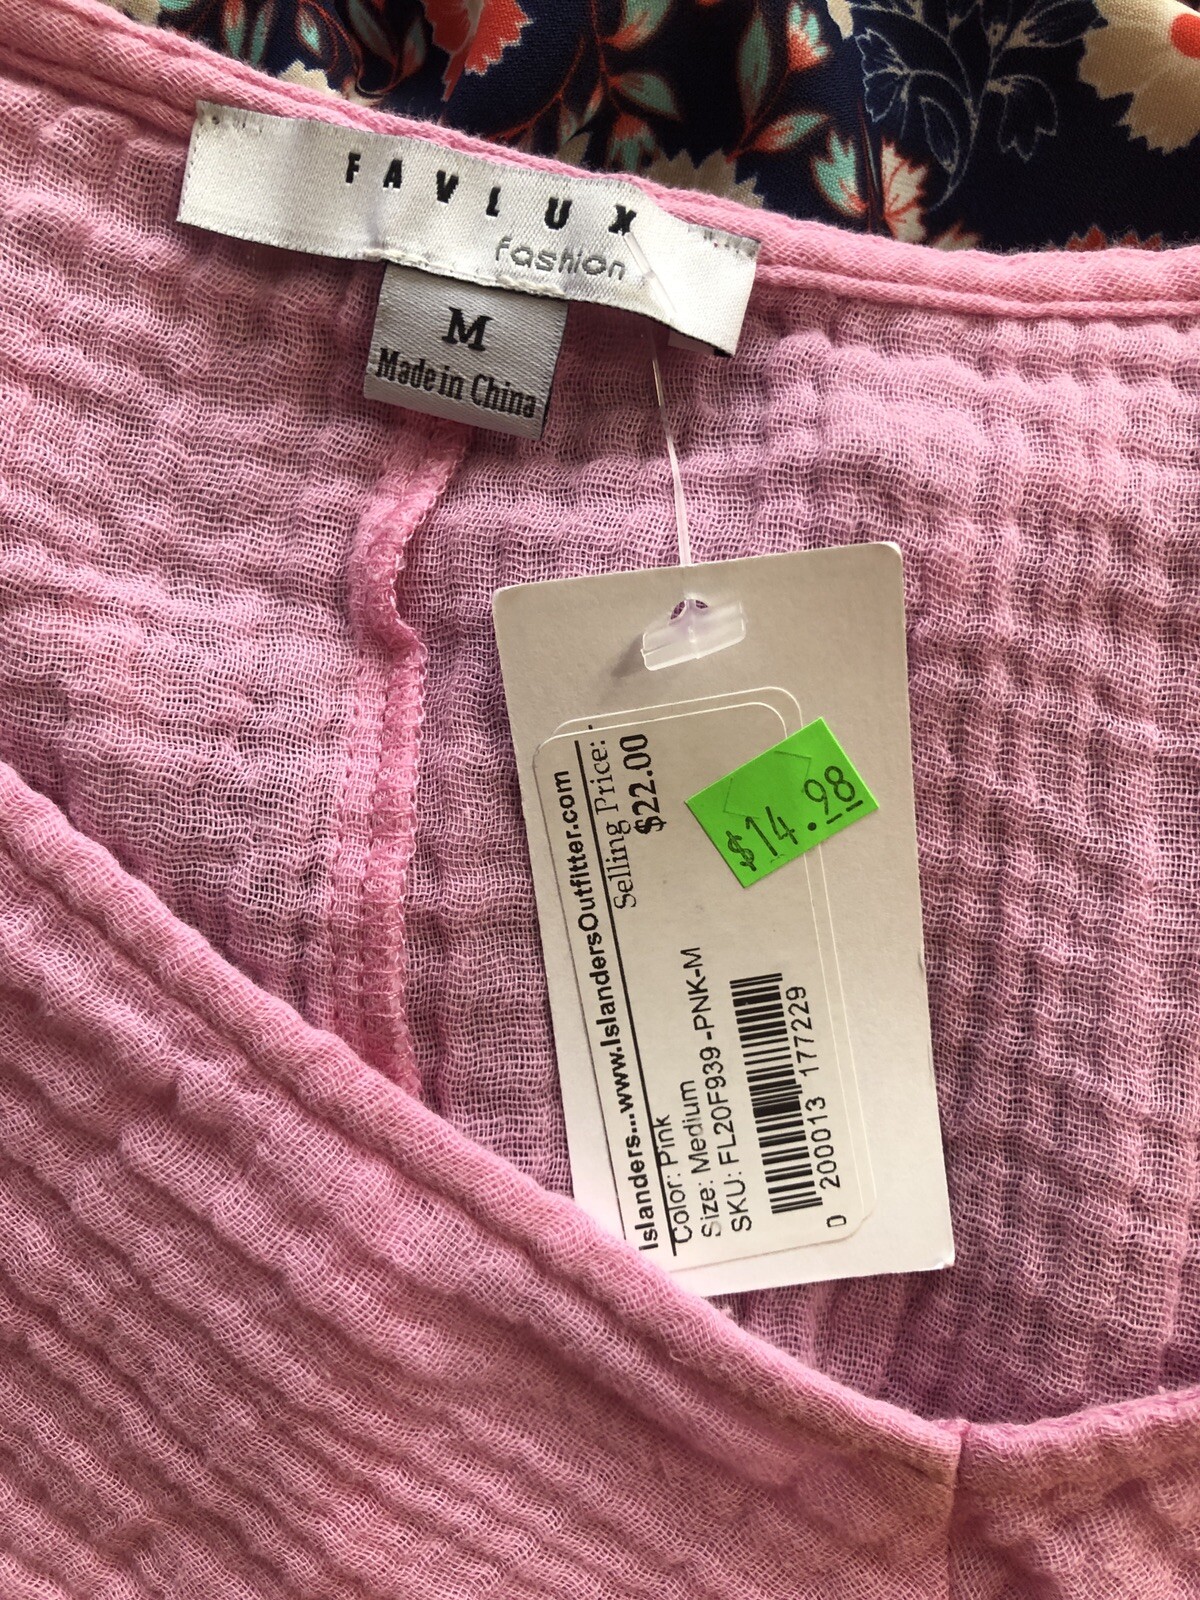 FAVLUX
fashion
M
Made in China
Islanders...www.IslandersOutfitter.com
Selling Price:
$22.00
Color: Pink
Size: Medium
SKU: FL20F939-PNK-M
0 200013 177229
$14.98